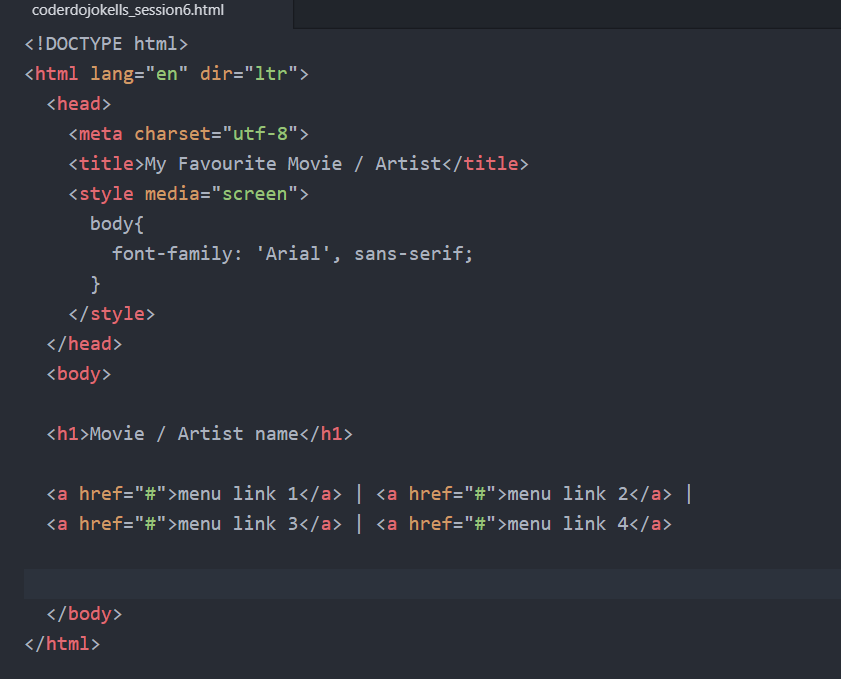 coderdojokells_session6.html
<!DOCTYPE html>
<html lang="en" dir="ltr">
  <head>
    <meta charset="utf-8">
    <title>My Favourite Movie / Artist</title>
    <style media="screen">
      body{
        font-family: 'Arial', sans-serif;
      }
    </style>
  </head>
  <body>
  <h1>Movie / Artist name</h1>
  <a href="#">menu link 1</a> | <a href="#">menu link 2</a> |
  <a href="#">menu link 3</a> | <a href="#">menu link 4</a>
  </body>
</html>